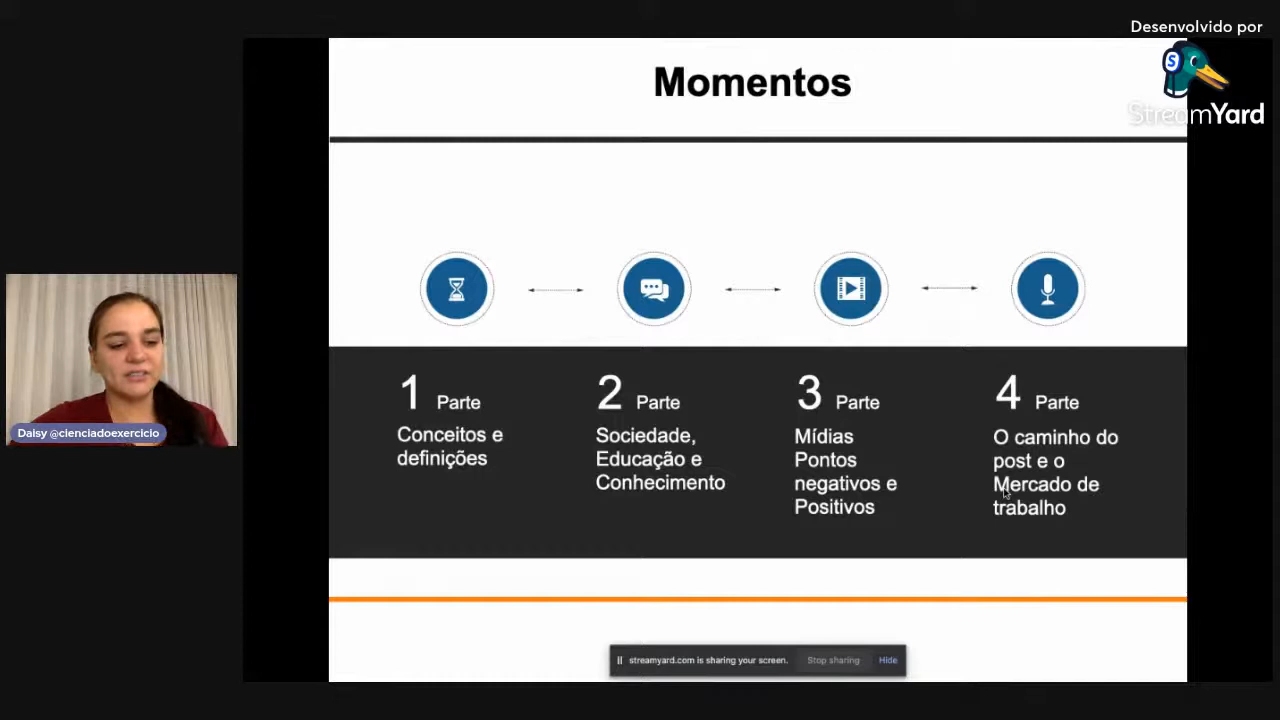 Desenvolvido por
StreamYard
Momentos
1 Parte
Conceitos e
definições
2 Parte
Sociedade,
Educação e
Conhecimento
3 Parte
Mídias
Pontos
negativos e
Positivos
4 Parte
O caminho do
post e o
Mercado de
trabalho
Daisy @cienciadoexercicio
streamyard.com is sharing your screen.
Stop sharing
Hide